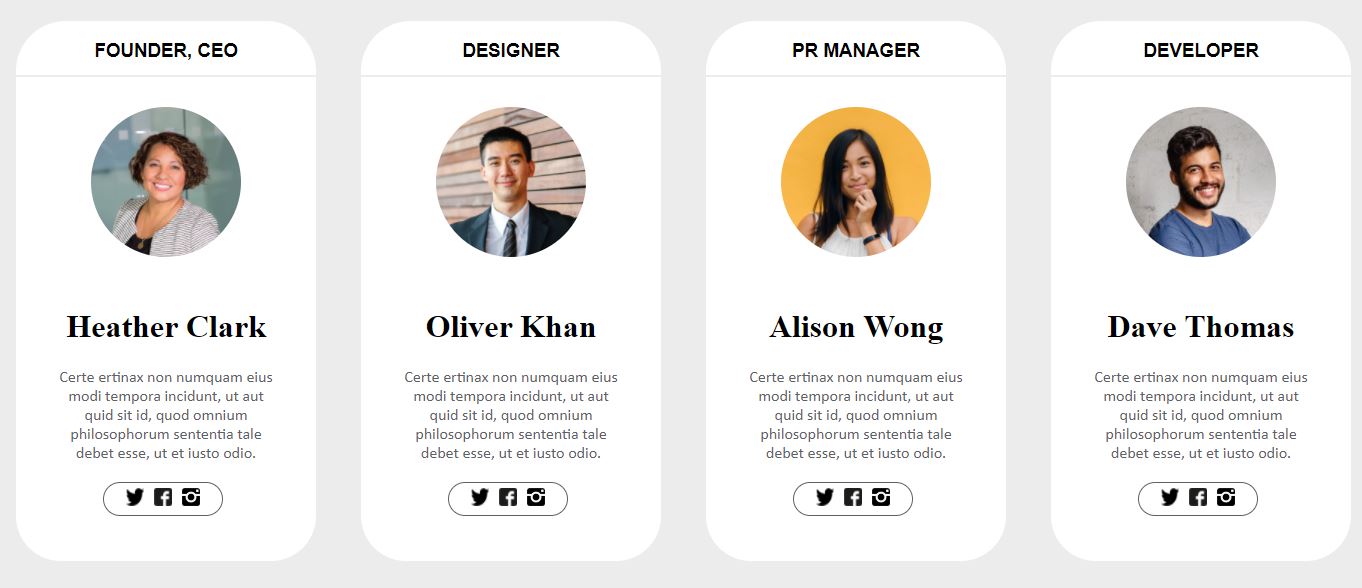 FOUNDER, CEO
Heather Clark
Certe ertinax non numquam eius
modi tempora incidunt, ut aut
quid sit id, quod omnium
philosophorum sententia tale
debet esse, ut et iusto odio.
DESIGNER
Oliver Khan
Certe ertinax non numquam eius
modi tempora incidunt, ut aut
quid sit id, quod omnium
philosophorum sententia tale
debet esse, ut et iusto odio.
PR MANAGER
Alison Wong
Certe ertinax non numquam eius
modi tempora incidunt, ut aut
quid sit id, quod omnium
philosophorum sententia tale
debet esse, ut et iusto odio.
DEVELOPER
Dave Thomas
Certe ertinax non numquam eius
modi tempora incidunt, ut aut
quid sit id, quod omnium
philosophorum sententia tale
debet esse, ut et iusto odio.